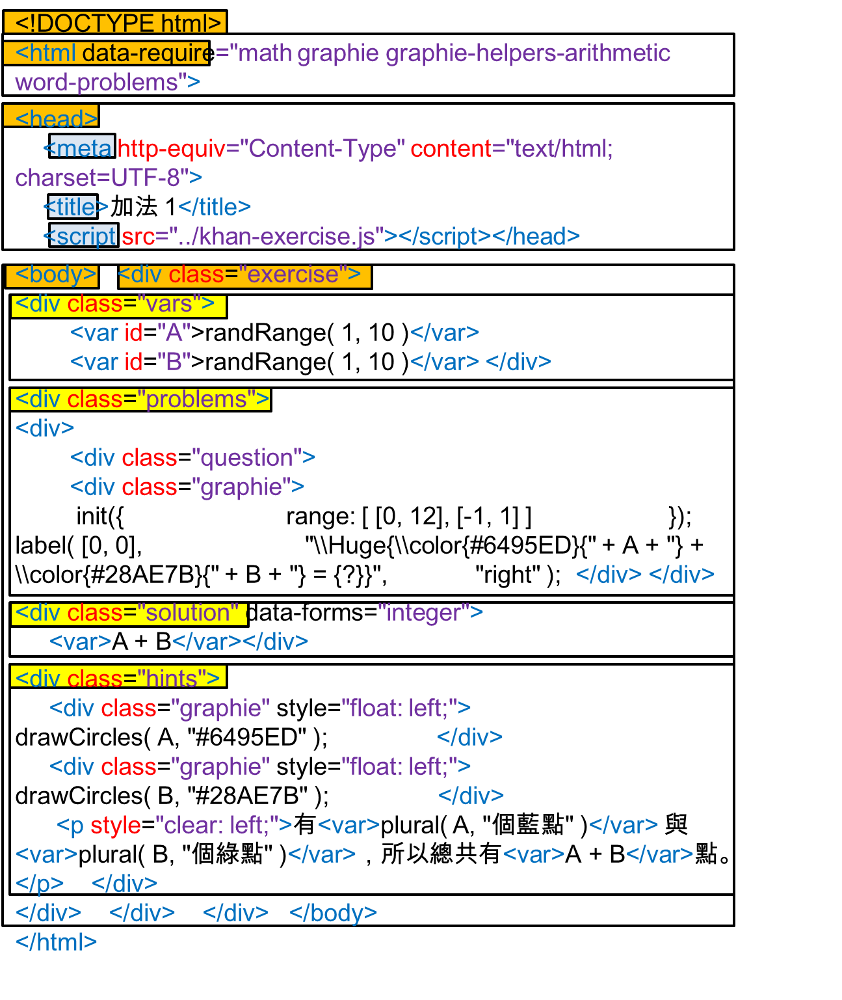 <!DOCTYPE html>
<html data-require="math graphie graphie-helpers-arithmetic
word-problems">
<head>
<meta http-equiv="Content-Type" content="text/html;
charset=UTF-8">
<title>加法 1</title>
<script src="../khan-exercise.js"></script></head>
<body> <div class="exercise">
<div class="vars">
<var id="A">randRange( 1, 10 )</var>
<var id="B">randRange( 1, 10 )</var> </div>
<div class="problems">
<div>
<div class="question">
<div class="graphie">
init({ range: [ [0, 12], [-1, 1] ] });
label( [0, 0], "\\Huge{\\color{#6495ED}{" + A + "} +
\\color{#28AE7B}{" + B + "} = {?}}", "right" ); </div> </div>
<div class="solution" data-forms="integer">
<var>A + B</var></div>
<div class="hints">
<div class="graphie" style="float: left;">
drawCircles( A, "#6495ED" ); </div>
<div class="graphie" style="float: left;">
drawCircles( B, "#28AE7B" ); </div>
<p style="clear: left;">有<var>plural( A, "個藍點" )</var> 與
<var>plural( B, "個綠點" )</var>，所以總共有<var>A + B</var>點。
</p> </div>
</div> </div> </div> </body>
</html>